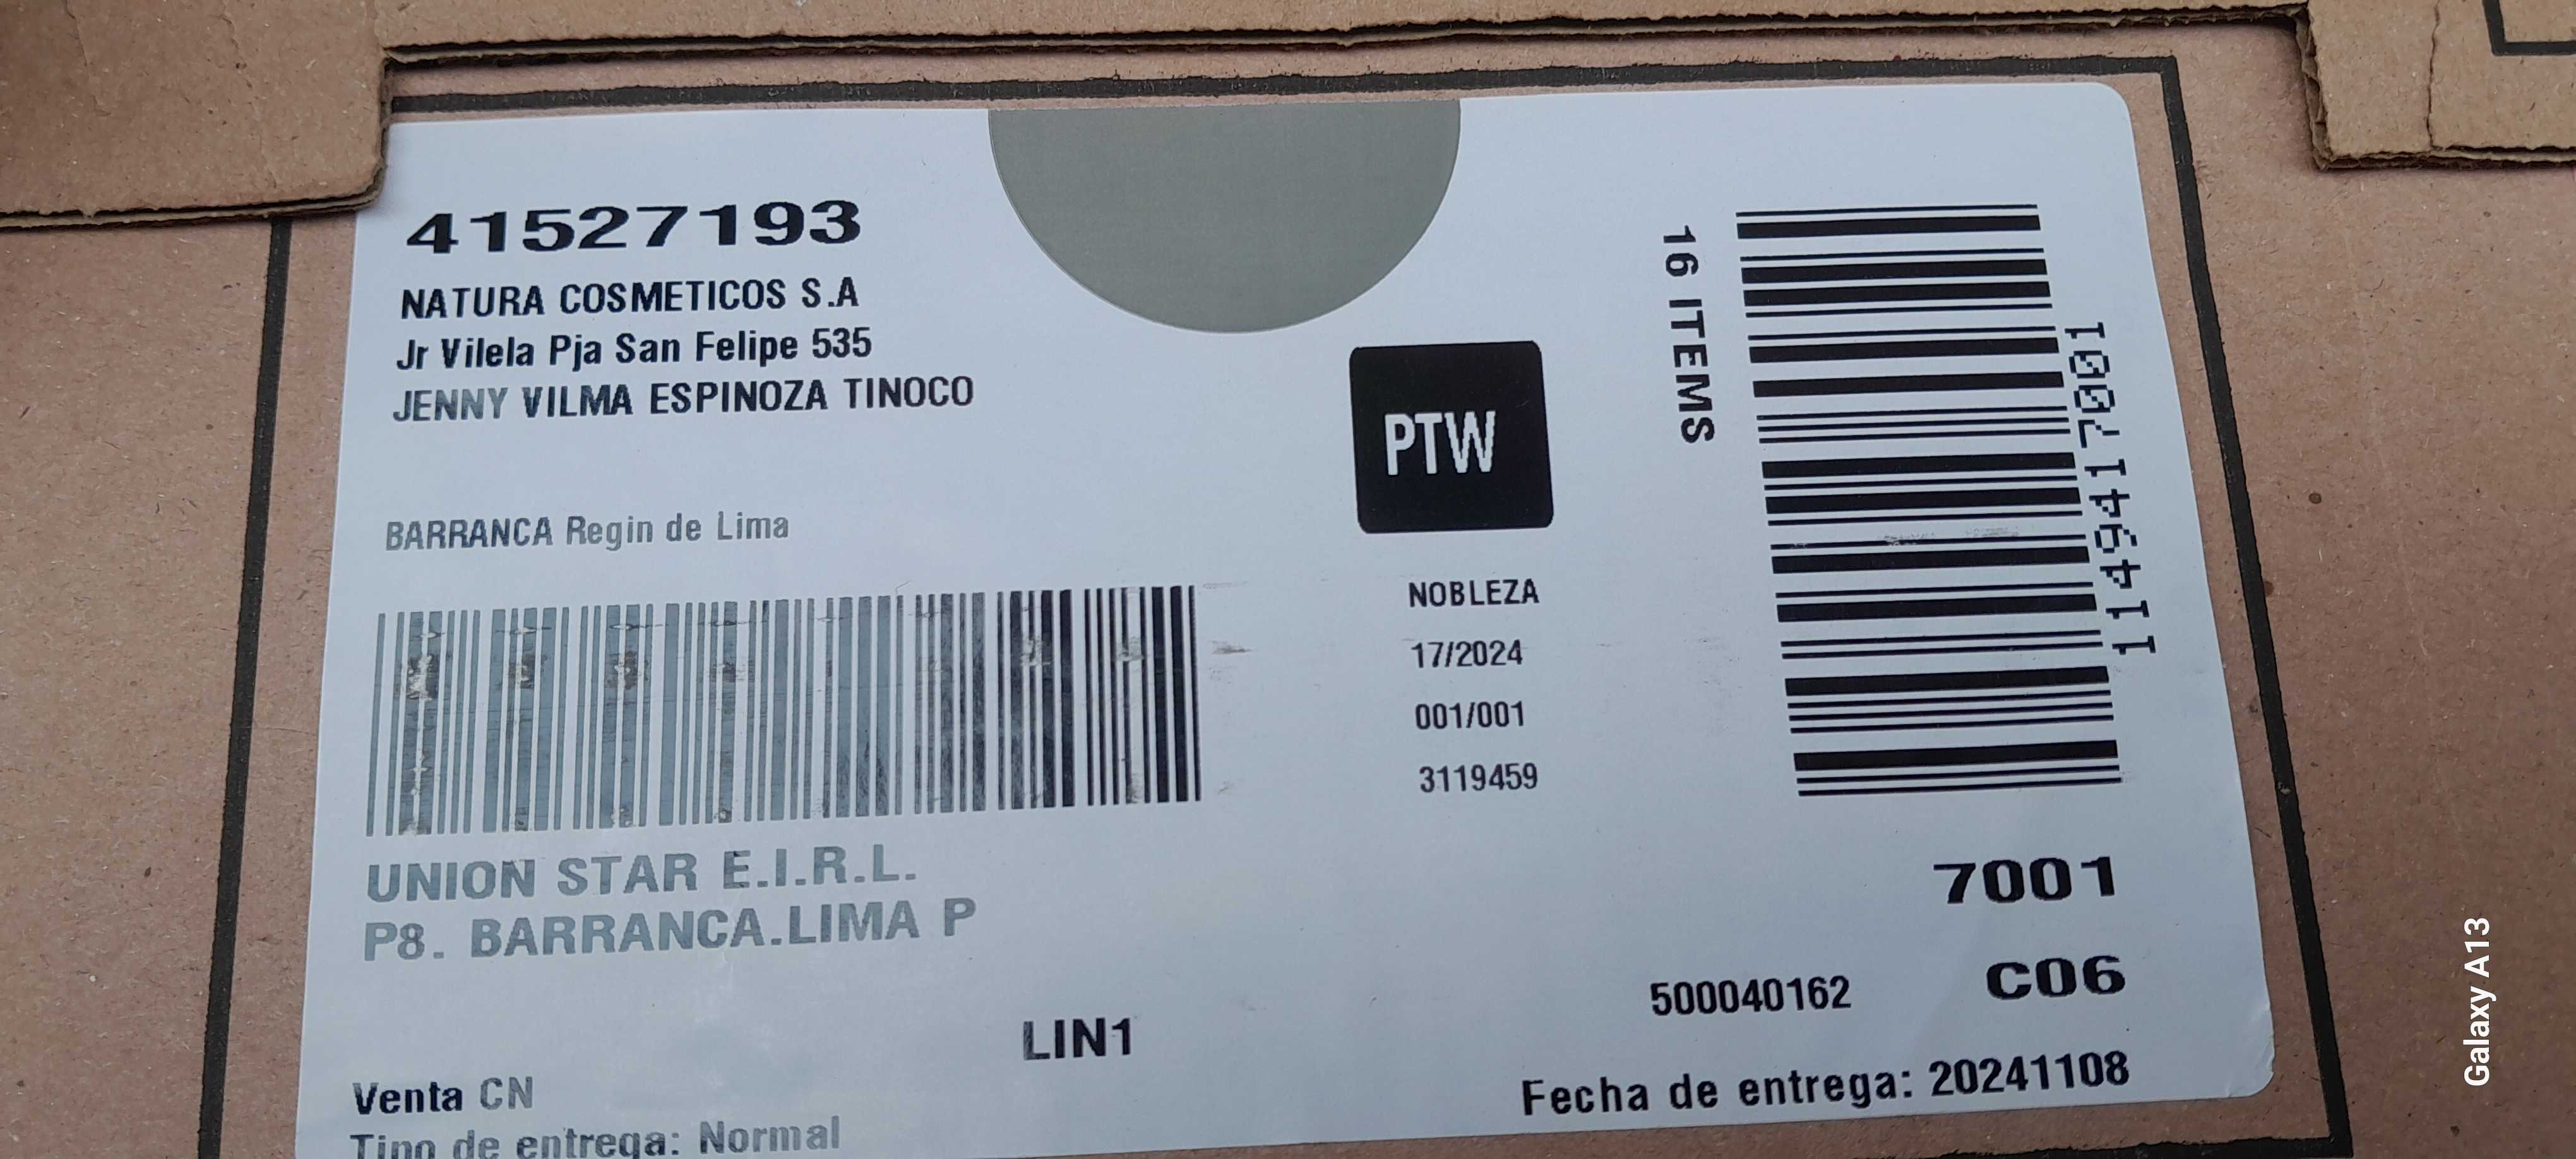 41527193
NATURA COSMETICOS S.A
Jr Vilela Pja San Felipe 535
JENNY VILMA ESPINOZA TINOCO
BARRANCA Regin de Lima
UNION STAR E.I.R.L.
P8. BARRANCA.LIMA P
LIN1
Venta CN
Tipo de entrega: Normal
PTW
NOBLEZA
17/2024
001/001
3119459
16 ITEMS
1149417001
7001
500040162 C06
Fecha de entrega: 20241108
Galaxy A13